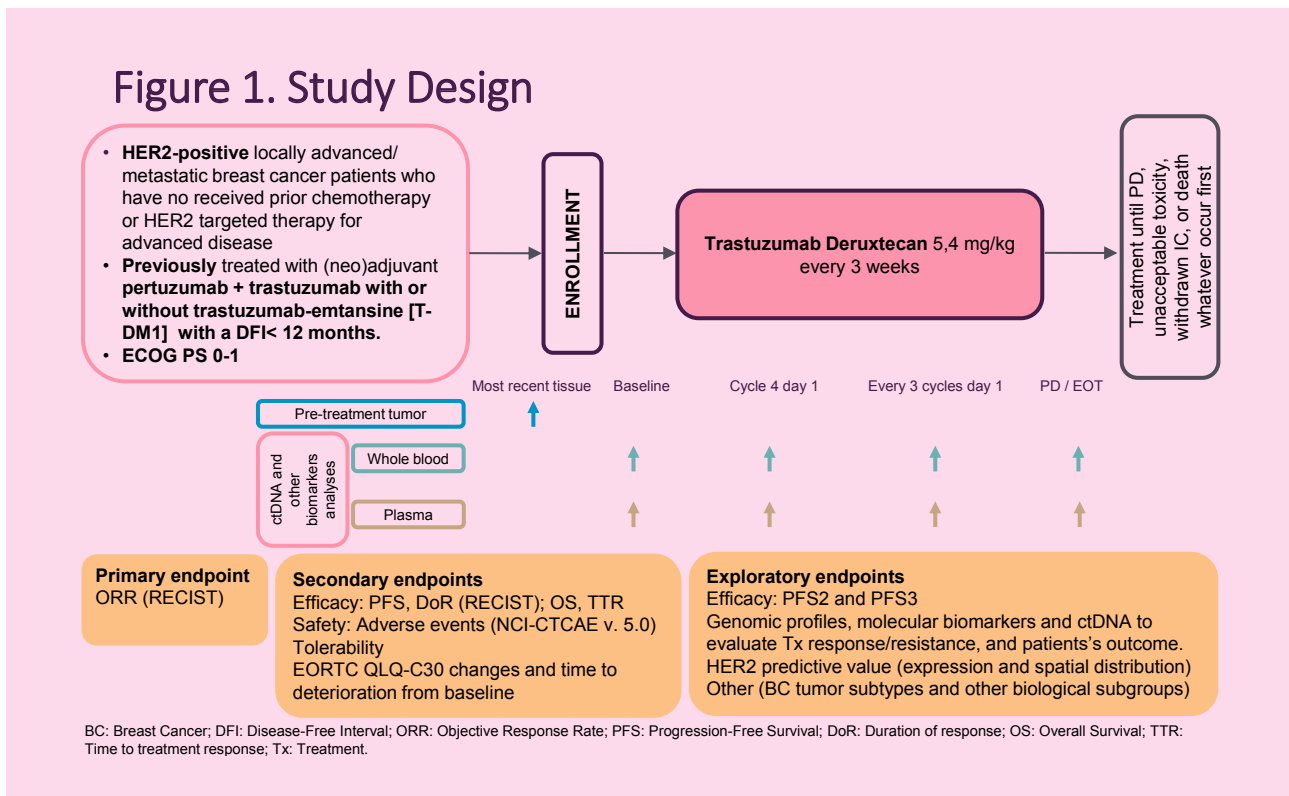 Figure 1. Study Design
• HER2-positive locally advanced/
metastatic breast cancer patients who
have no received prior chemotherapy
or HER2 targeted therapy for
advanced disease
• Previously treated with (neo)adjuvant
pertuzumab + trastuzumab with or
without trastuzumab-emtansine [T-
DM1] with a DFI< 12 months.
• ECOG PS 0-1
ENROLLMENT
Trastuzumab Deruxtecan 5,4 mg/kg
every 3 weeks
Treatment until PD,
unacceptable toxicity,
withdrawn IC, or death
whatever occur first
Most recent tissue
Baseline
Cycle 4 day 1
Every 3 cycles day 1
PD / EOT
Pre-treatment tumor
ctDNA and
other
biomarkers
analyses
Whole blood
Plasma
Primary endpoint
ORR (RECIST)
Secondary endpoints
Efficacy: PFS, DoR (RECIST); OS, TTR
Safety: Adverse events (NCI-CTCAE v. 5.0)
Tolerability
EORTC QLQ-C30 changes and time to
deterioration from baseline
Exploratory endpoints
Efficacy: PFS2 and PFS3
Genomic profiles, molecular biomarkers and ctDNA to
evaluate Tx response/resistance, and patients's outcome.
HER2 predictive value (expression and spatial distribution)
Other (BC tumor subtypes and other biological subgroups)
BC: Breast Cancer; DFI: Disease-Free Interval; ORR: Objective Response Rate; PFS: Progression-Free Survival; DoR: Duration of response; OS: Overall Survival; TTR:
Time to treatment response; Tx: Treatment.